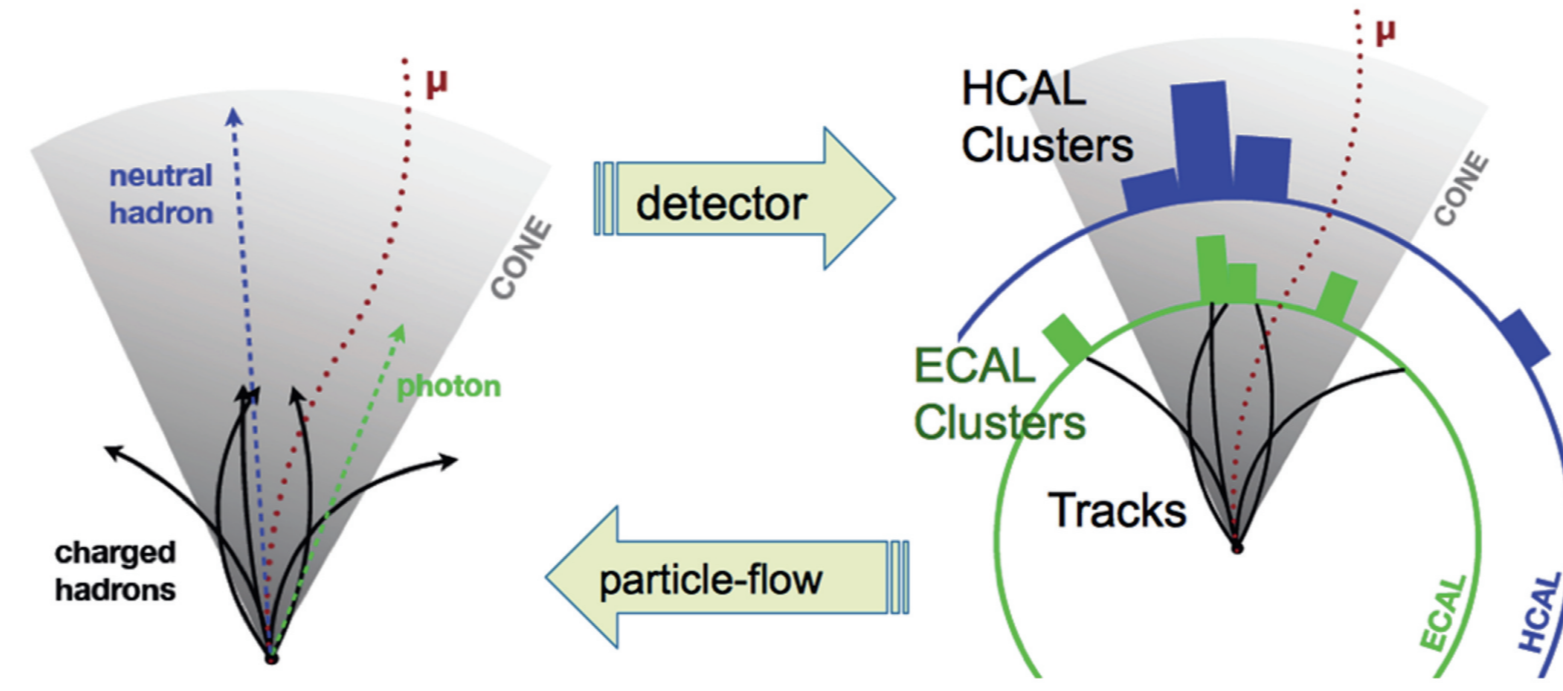 μ
neutral
hadron
CONE
photon
charged
hadrons
detector
particle-flow
μ
HCAL
Clusters
CONE
ECAL
Clusters
Tracks
ECAL
HCAL